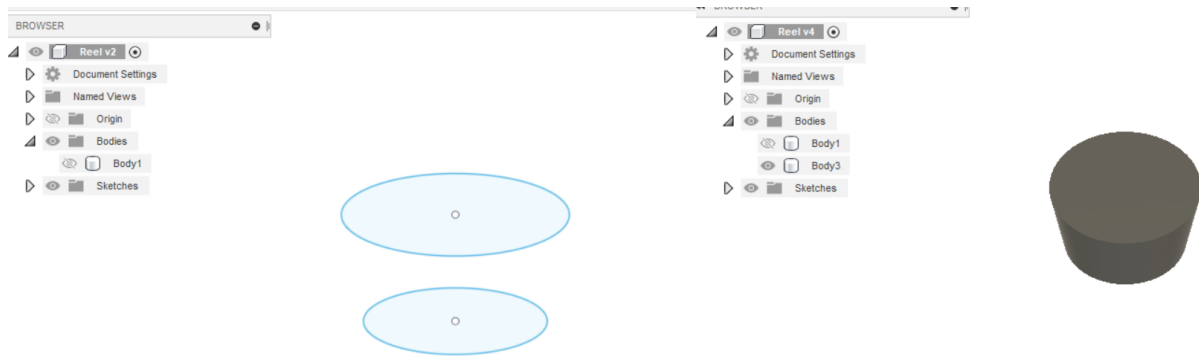 BROWSER
Reel v2
Document Settings
Named Views
Origin
Bodies
Body1
Sketches
BROWSER
Reel v4
Document Settings
Named Views
Origin
Bodies
Body1
Body3
Sketches